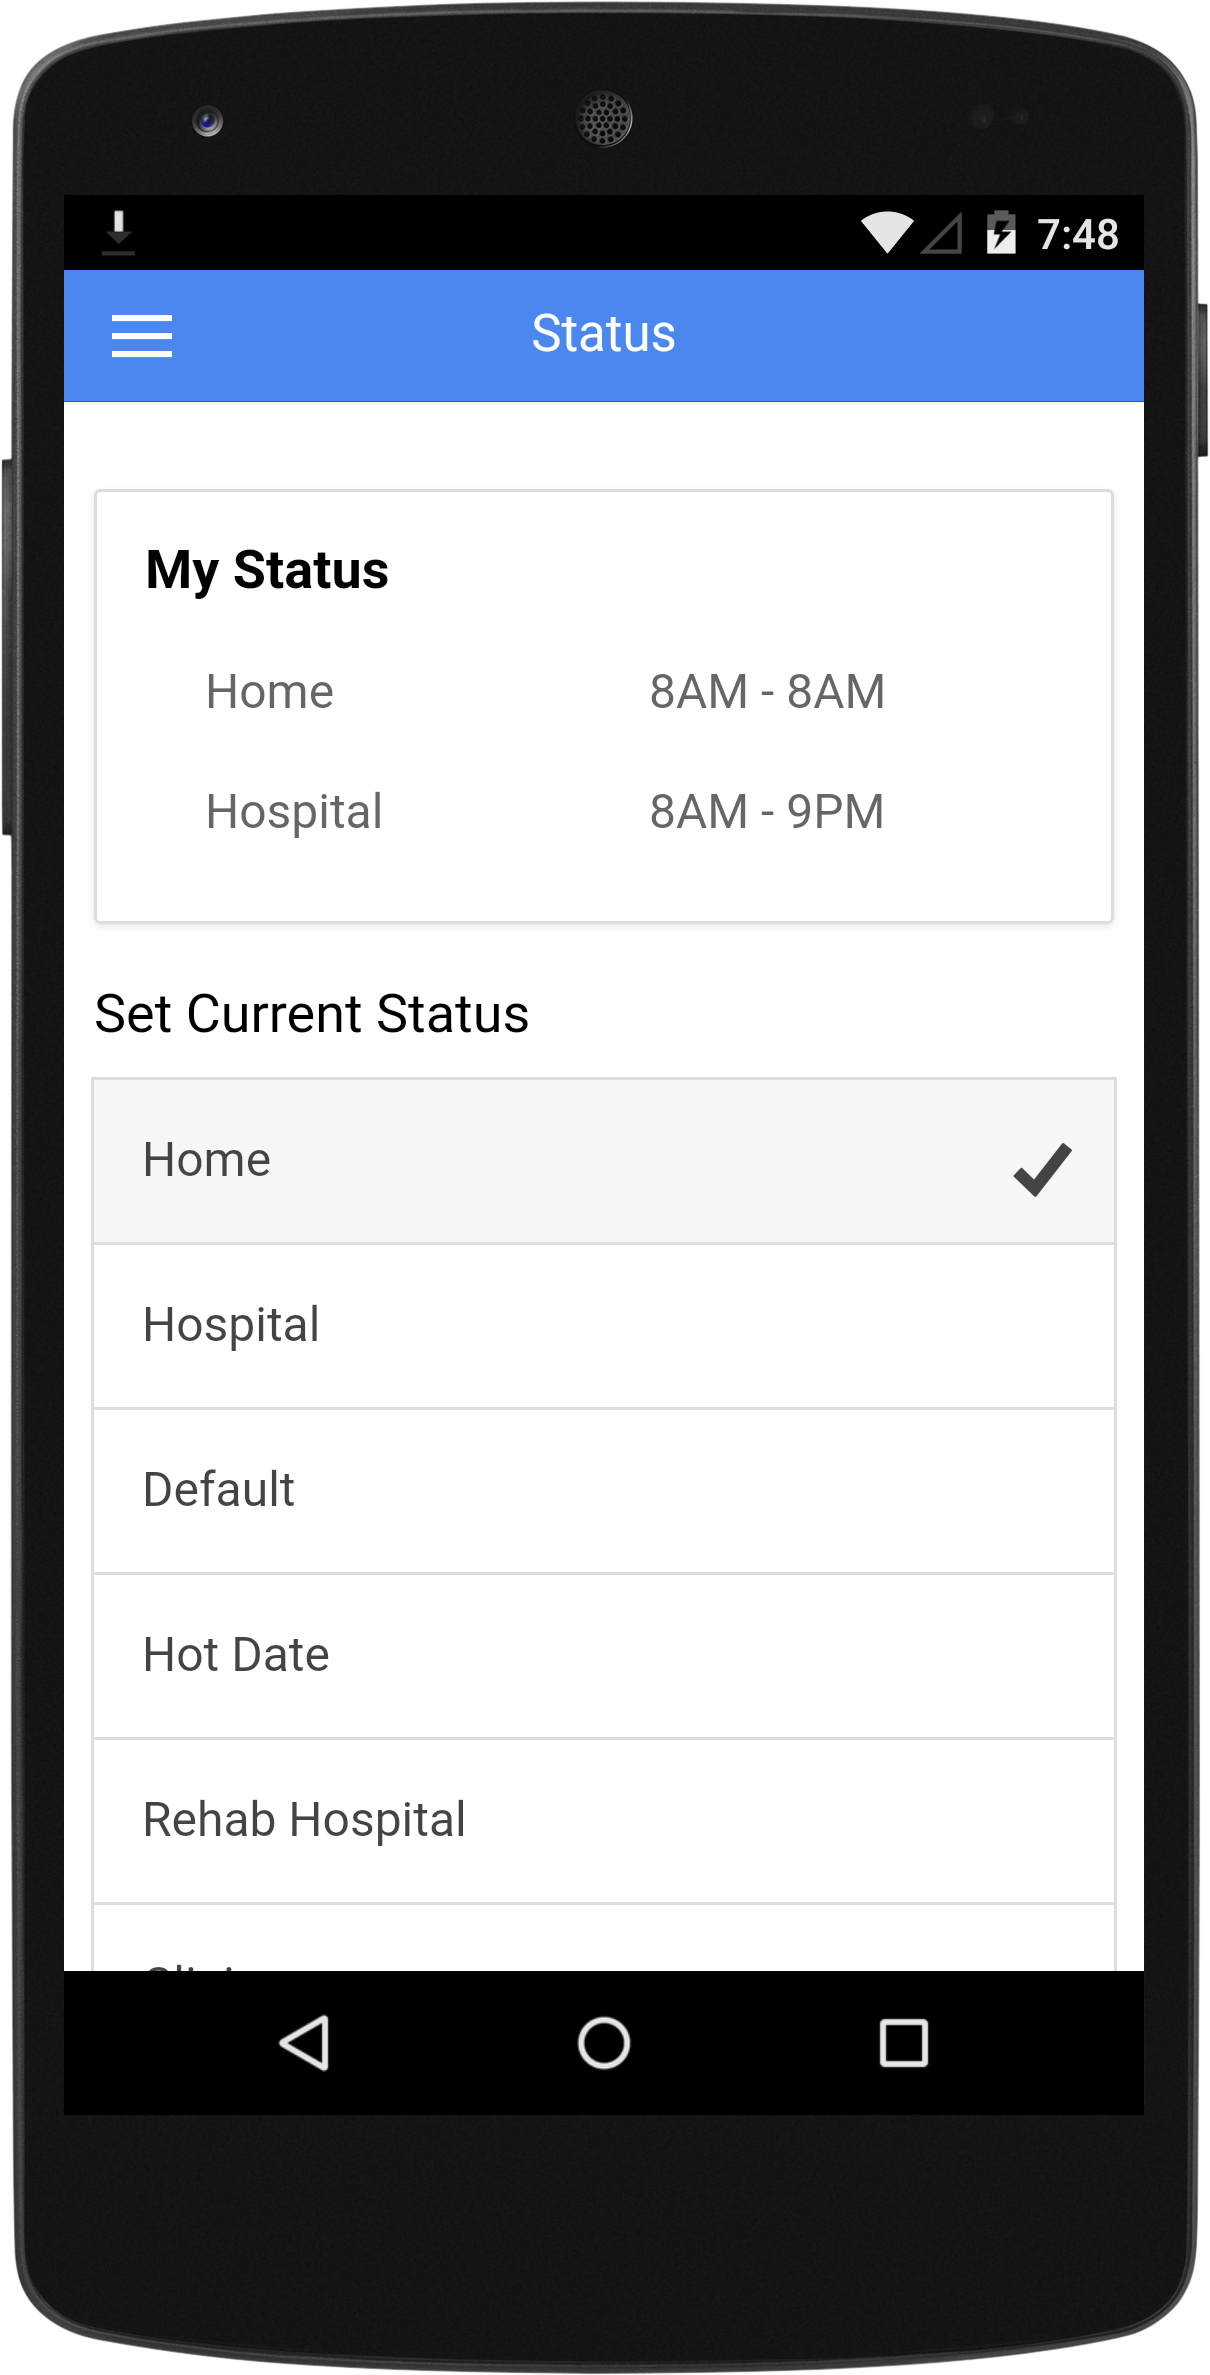 7:48
Status
My Status
Home 8AM - 8AM
Hospital 8AM - 9PM
Set Current Status
Home
Hospital
Default
Hot Date
Rehab Hospital